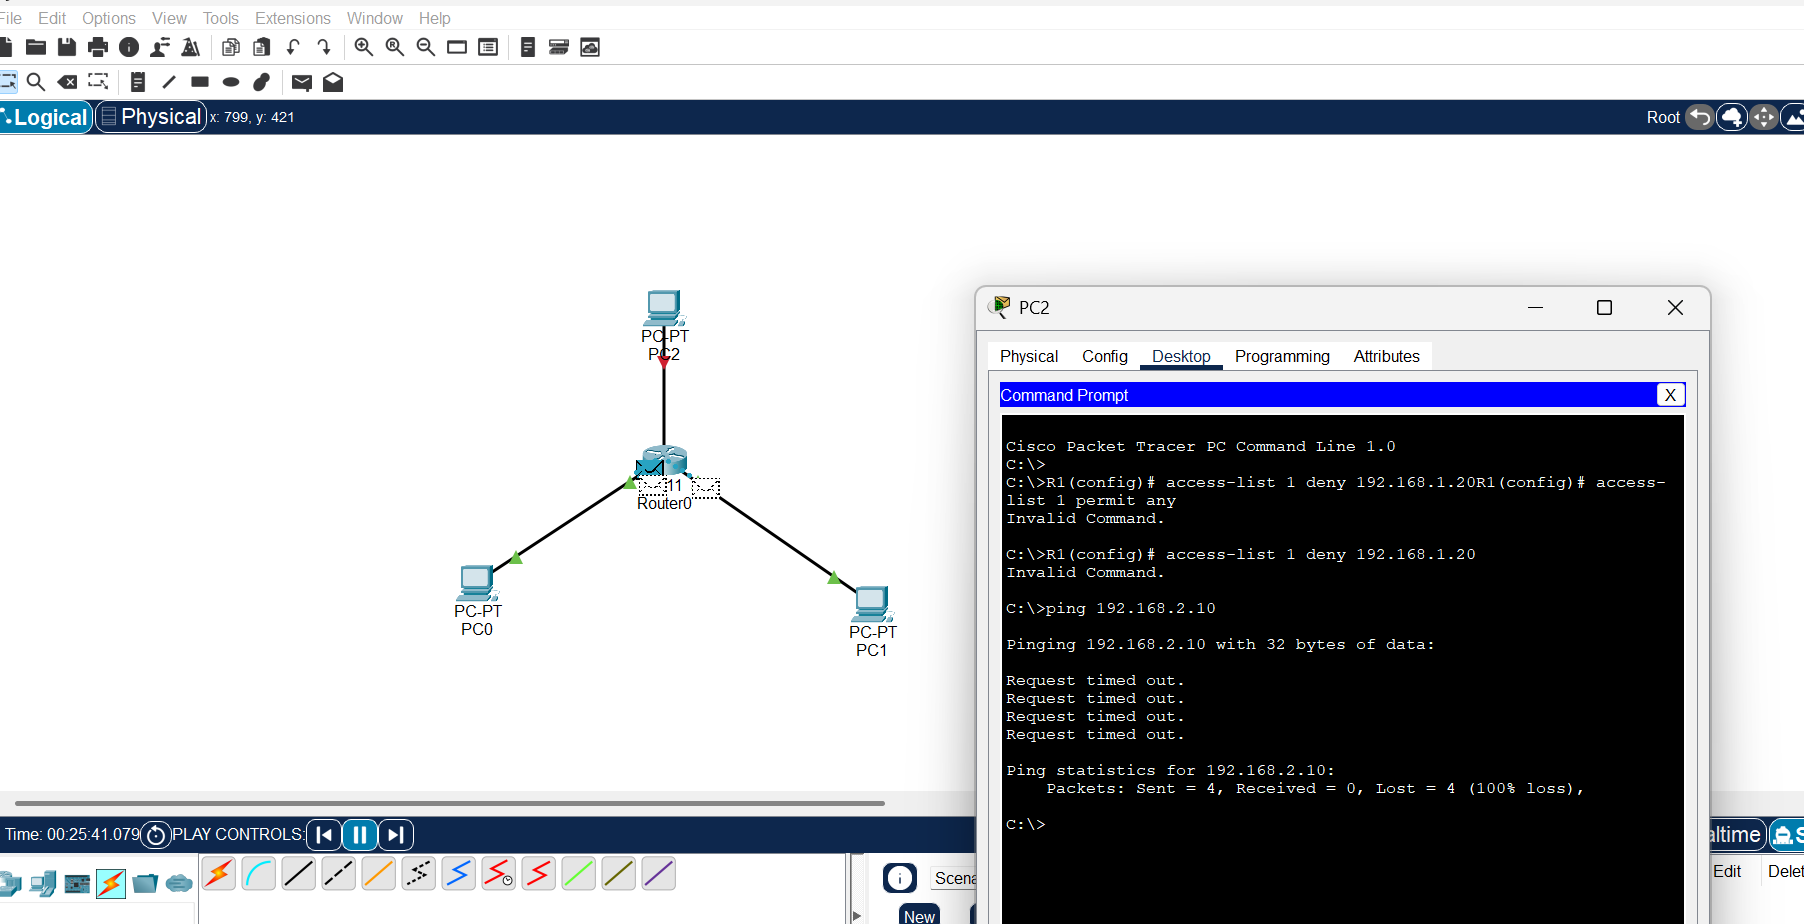 File Edit Options View Tools Extensions Window Help
Logical Physical x: 799, y: 421 Root
PC-PT
PC2
11
Router0
PC-PT
PC0
PC-PT
PC1
PC2
Physical Config Desktop Programming Attributes
Command Prompt X
Cisco Packet Tracer PC Command Line 1.0
C:\>
C:\>R1(config)# access-list 1 deny 192.168.1.20R1(config)# access-
list 1 permit any
Invalid Command.
C:\>R1(config)# access-list 1 deny 192.168.1.20
Invalid Command.
C:\>ping 192.168.2.10
Pinging 192.168.2.10 with 32 bytes of data:
Request timed out.
Request timed out.
Request timed out.
Request timed out.
Ping statistics for 192.168.2.10:
Packets: Sent = 4, Received = 0, Lost = 4 (100% loss),
C:\>
Time: 00:25:41.079 PLAY CONTROLS: altime S
Scena Edit Delet
New